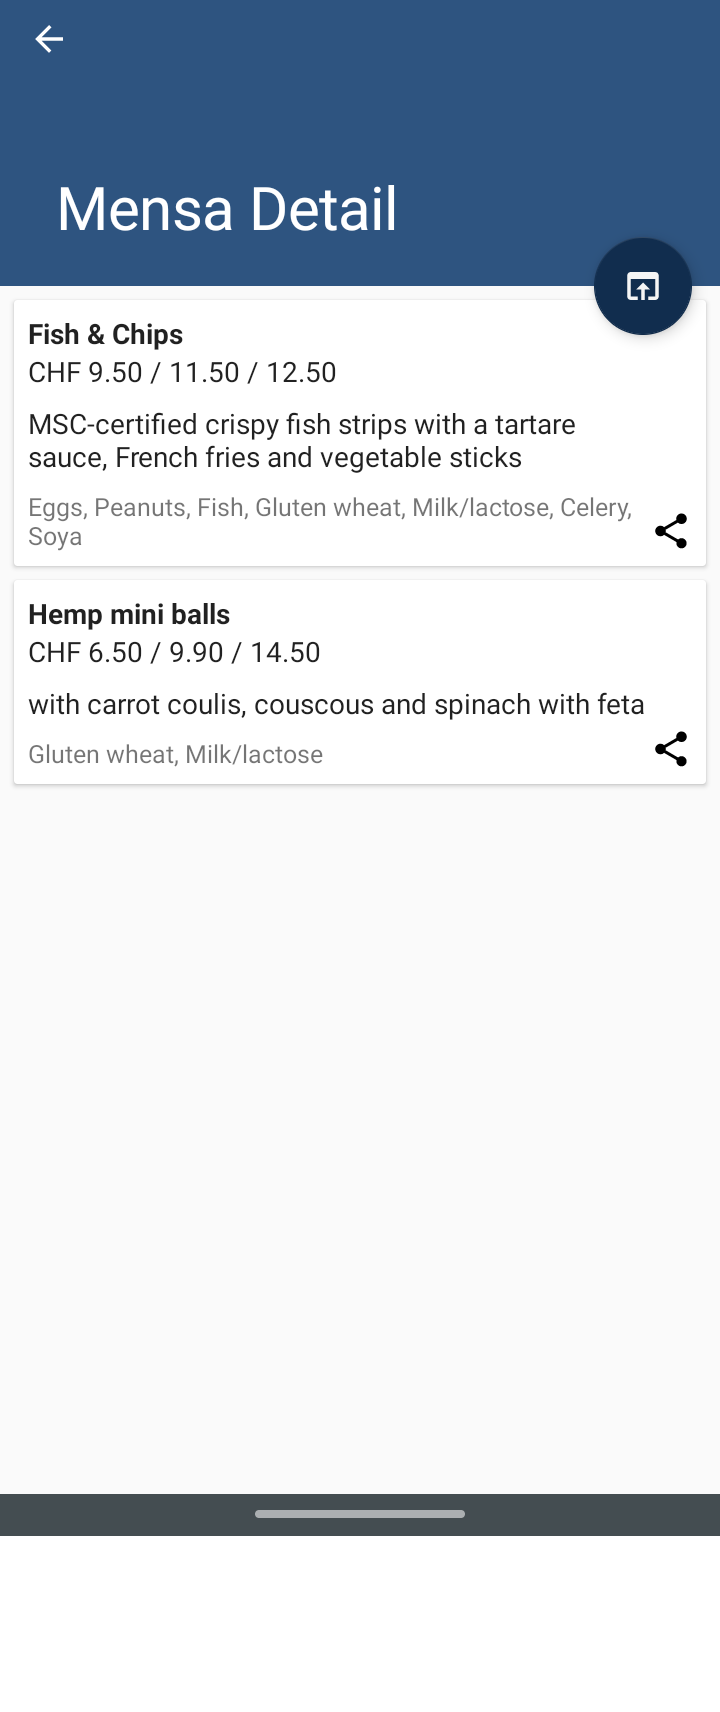 Mensa Detail
Fish & Chips
CHF 9.50 / 11.50 / 12.50
MSC-certified crispy fish strips with a tartare
sauce, French fries and vegetable sticks
Eggs, Peanuts, Fish, Gluten wheat, Milk/lactose, Celery,
Soya
Hemp mini balls
CHF 6.50 / 9.90 / 14.50
with carrot coulis, couscous and spinach with feta
Gluten wheat, Milk/lactose